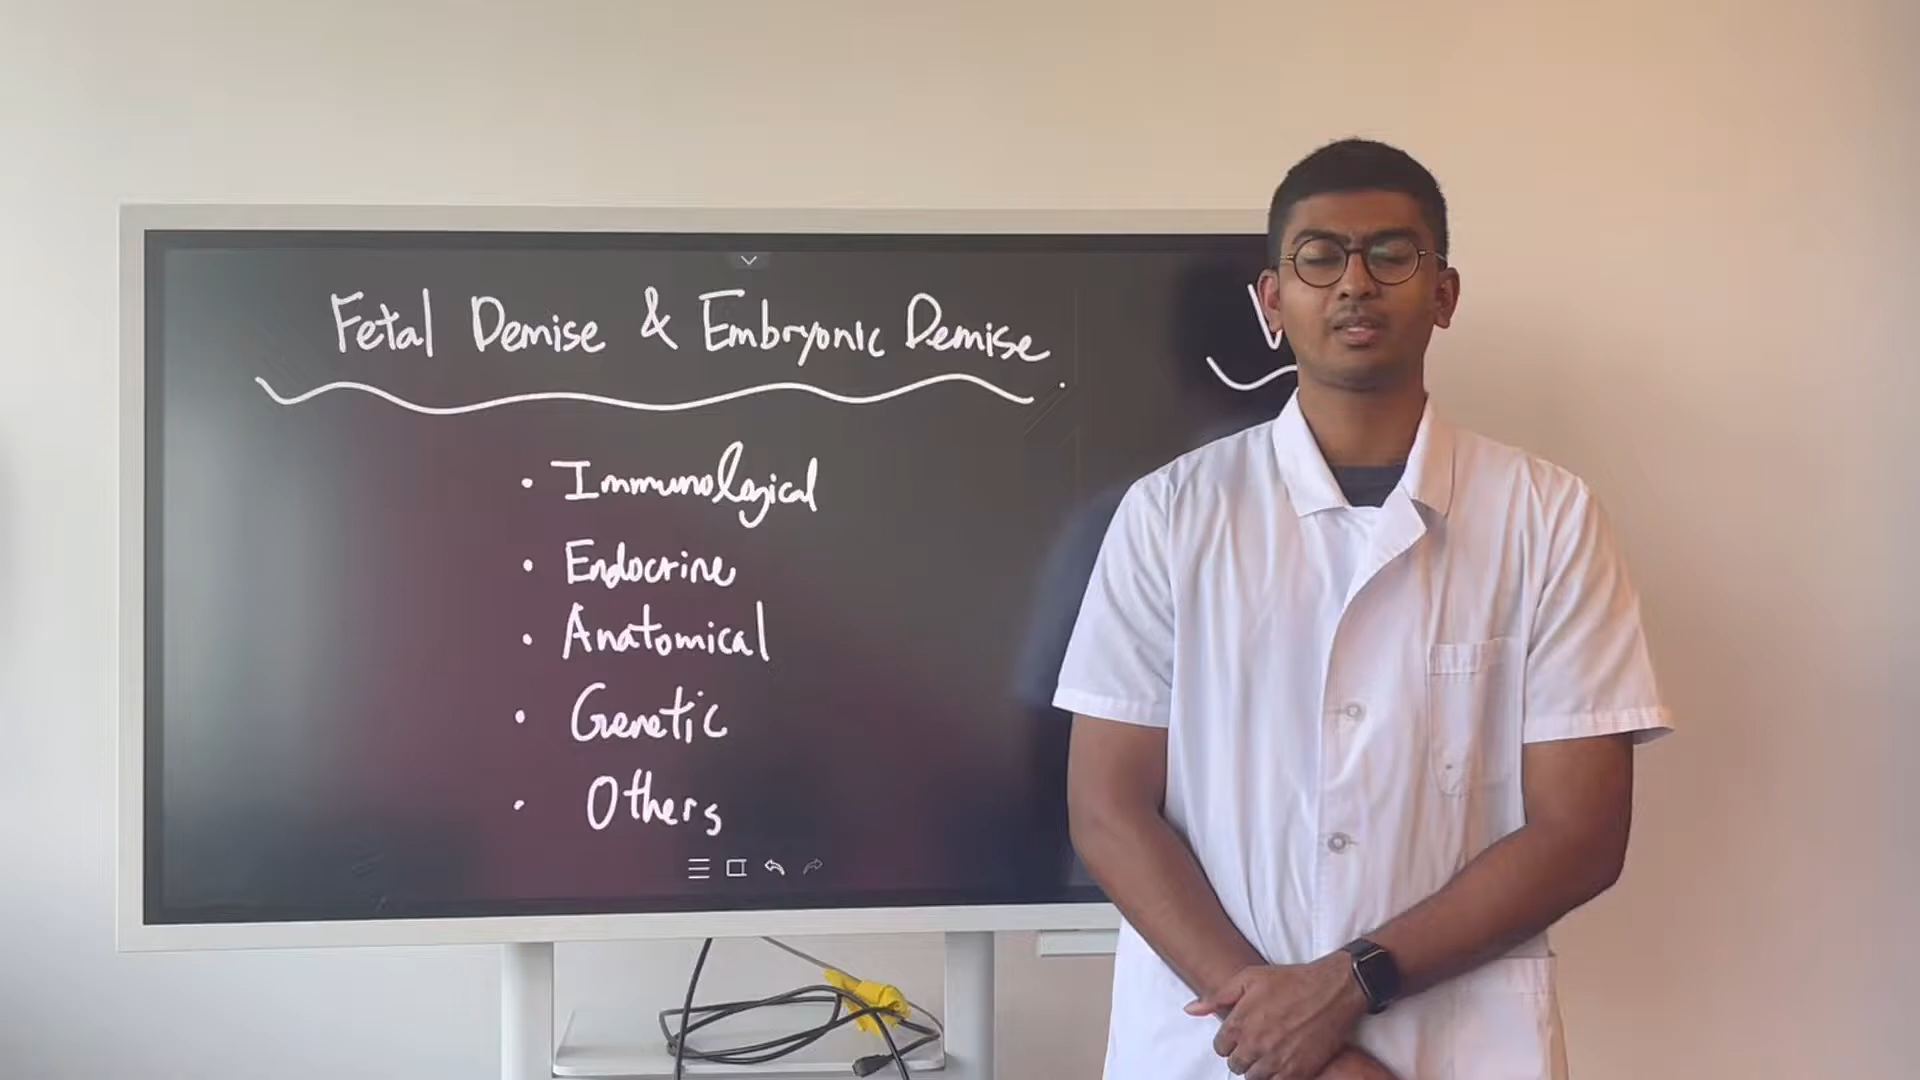 Fetal Demise & Embryonic Demise
• Immunological
• Endocrine
• Anatomical
• Genetic
• Others